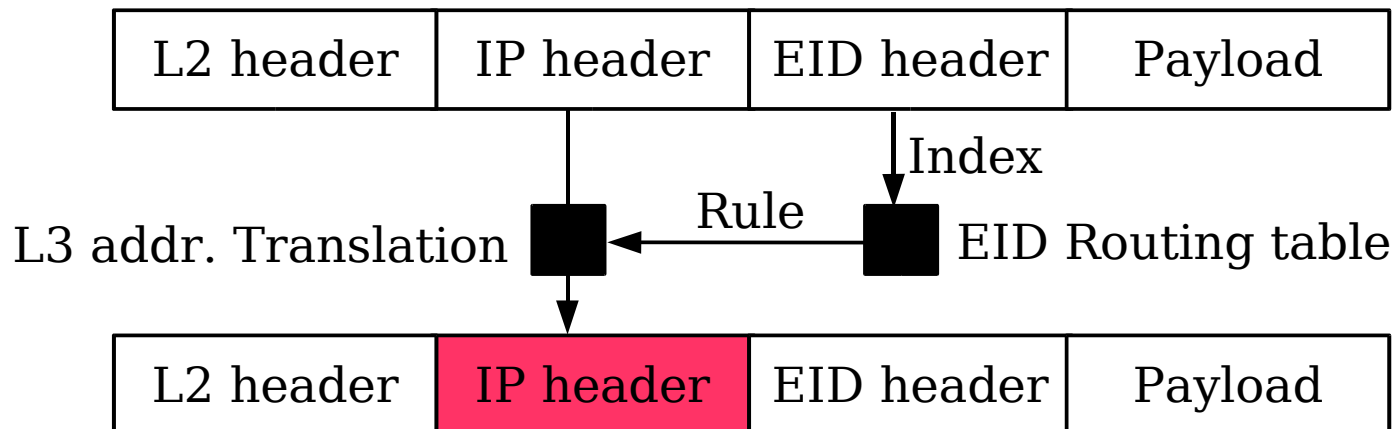 L2 header IP header EID header Payload
Index
Rule
L3 addr. Translation EID Routing table
L2 header IP header EID header Payload